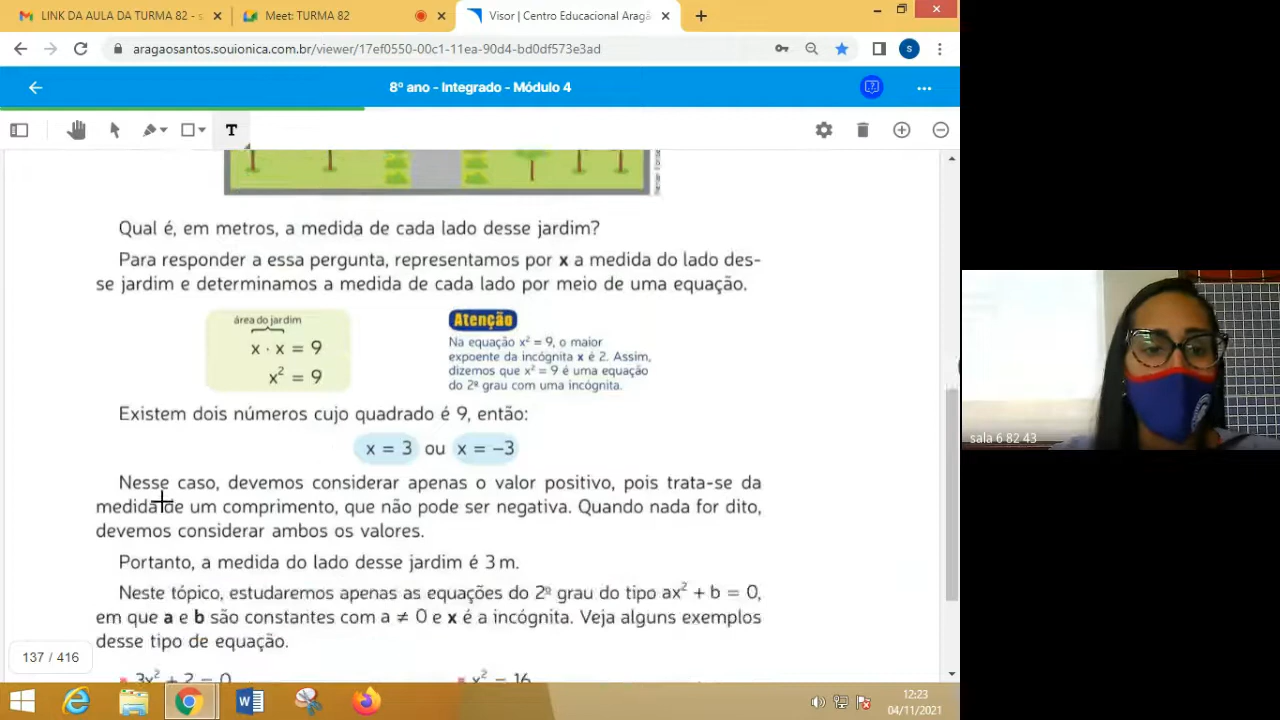 LINK DA AULA DA TURMA 82 - s
Meet: TURMA 82
Visor | Centro Educacional Aragã
aragaosantos.souionica.com.br/viewer/17ef0550-00c1-11ea-90d4-bd0df573e3ad
S
8º ano - Integrado - Módulo 4
T
Qual é, em metros, a medida de cada lado desse jardim?
Para responder a essa pergunta, representamos por x a medida do lado des-
se jardim e determinamos a medida de cada lado por meio de uma equação.
área do jardim
x · x = 9
x² = 9
Atenção
Na equação x² = 9, o maior
expoente da incógnita x é 2. Assim,
dizemos que x² = 9 é uma equação
do 2º grau com uma incógnita.
Existem dois números cujo quadrado é 9, então:
x = 3 ou x = −3
Nesse caso, devemos considerar apenas o valor positivo, pois trata-se da
medida de um comprimento, que não pode ser negativa. Quando nada for dito,
devemos considerar ambos os valores.
Portanto, a medida do lado desse jardim é 3 m.
Neste tópico, estudaremos apenas as equações do 2º grau do tipo ax² + b = 0,
em que a e b são constantes com a ≠ 0 e x é a incógnita. Veja alguns exemplos
desse tipo de equação.
3x² + 2 = 0
x² = 16
137 / 416
sala 6 82 43
12:23
04/11/2021